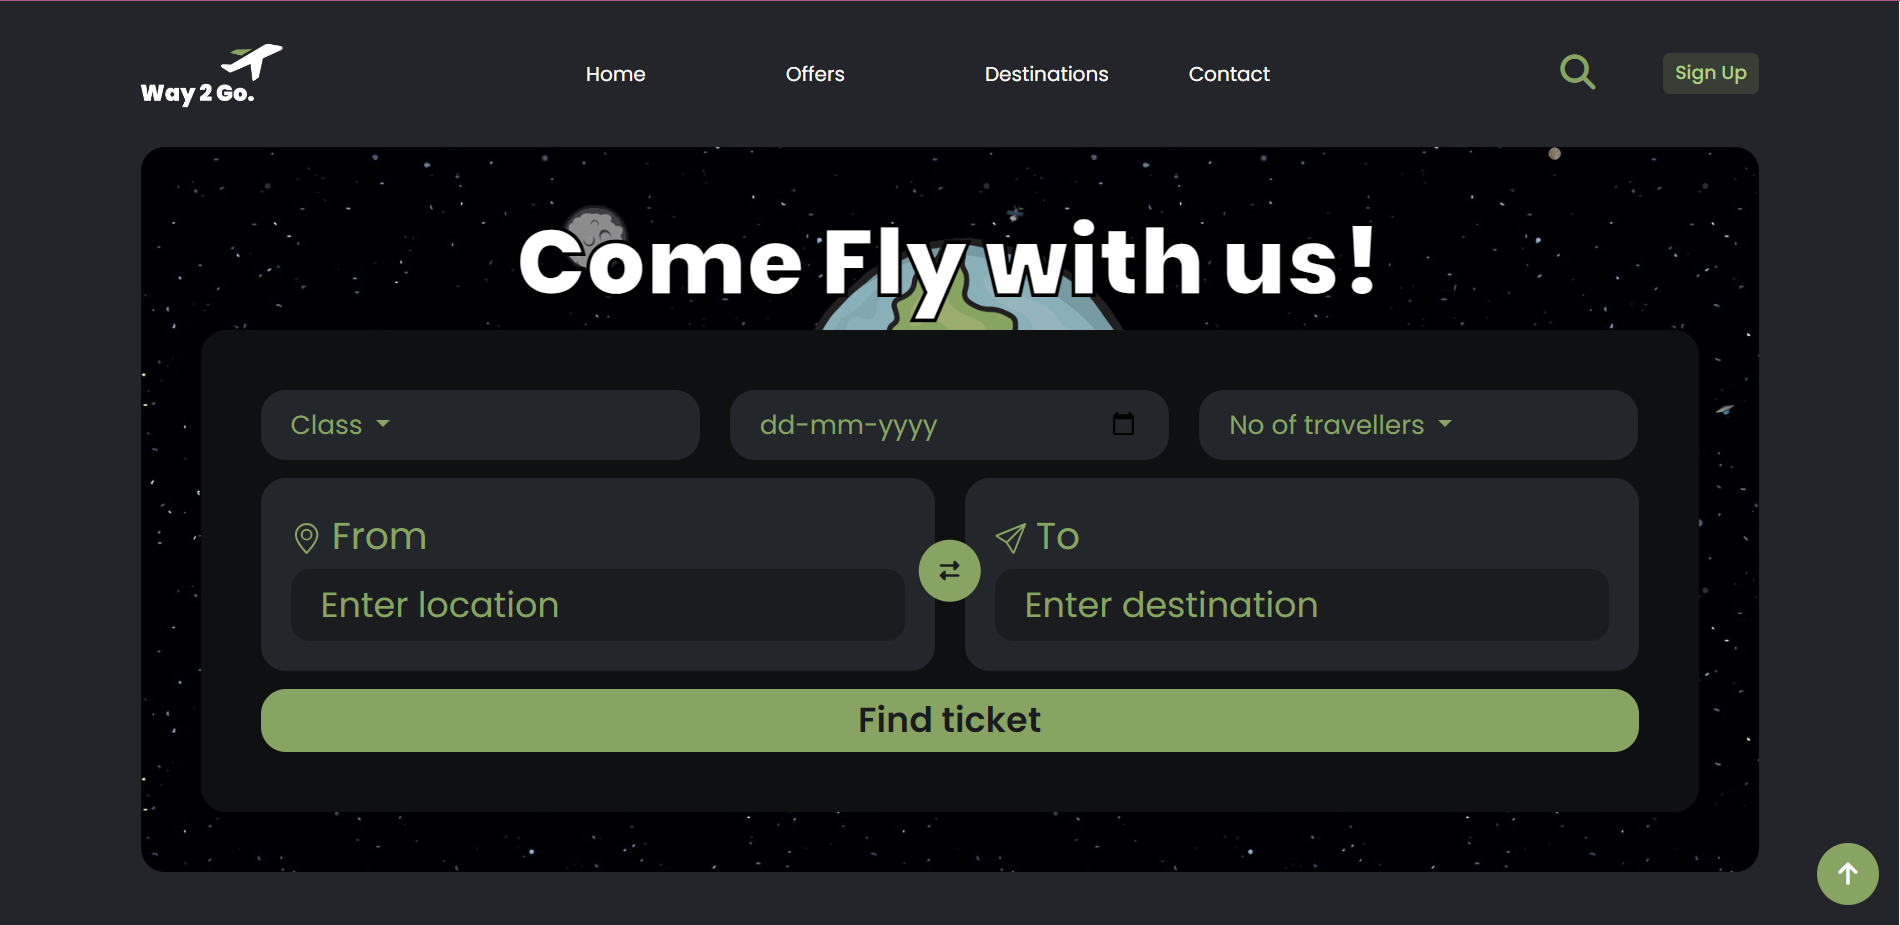 Way 2 Go.
Home Offers Destinations Contact Sign Up
Come Fly with us!
Class dd-mm-yyyy No of travellers
From To
Enter location Enter destination
Find ticket